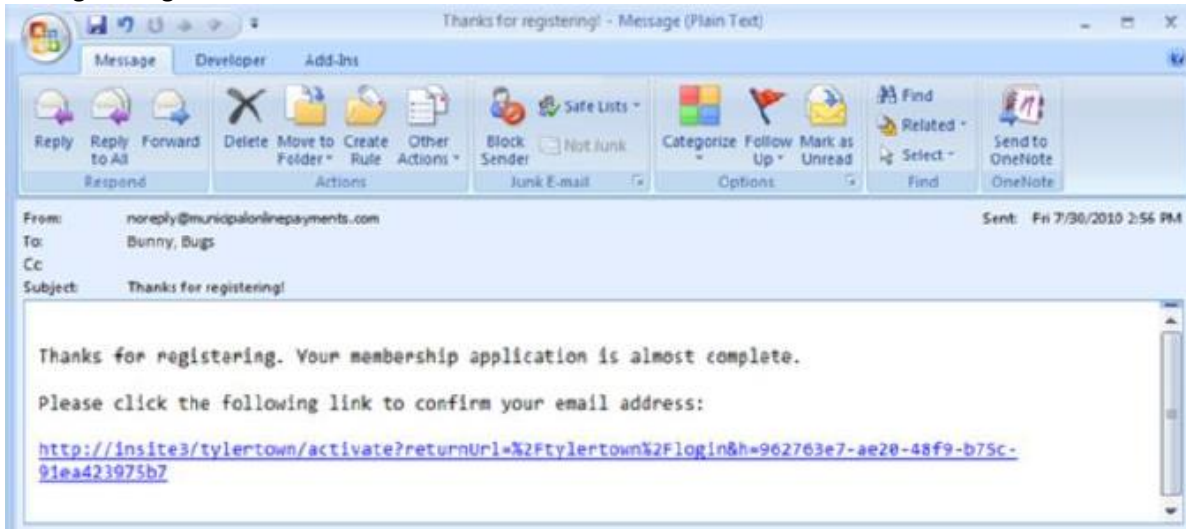 Thanks for registering! - Message (Plain Text)
Message Developer Add-Ins
Reply Reply to All Forward Delete Move to Folder Create Rule Other Actions Block Sender Safe Lists Not Junk Categorize Follow Up Mark as Unread Find Related Select Send to OneNote
Respond Actions Junk E-mail Options Find OneNote
From: noreply@municipalonlinepayments.com Sent: Fri 7/30/2010 2:56 PM
To: Bunny, Bugs
Cc:
Subject: Thanks for registering!
Thanks for registering. Your membership application is almost complete.
Please click the following link to confirm your email address:
http://insite3/tylertown/activate?returnUrl=%2Ftylertown%2Flogin&h=962763e7-ae20-48f9-b75c-
91ea423975b7